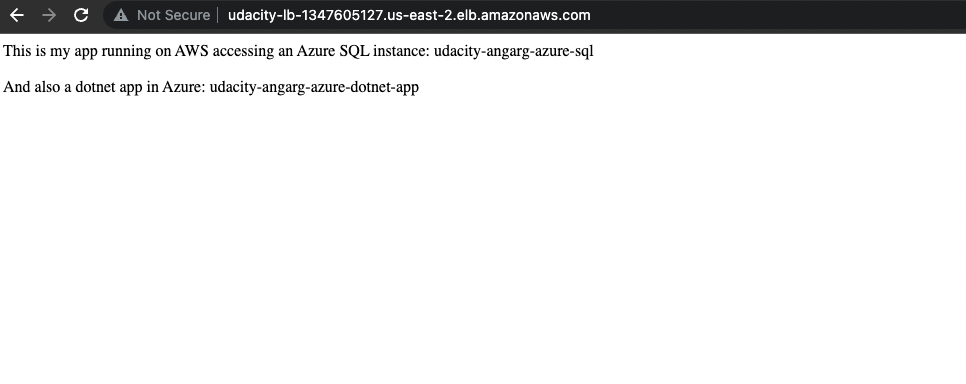 Not Secure udacity-lb-1347605127.us-east-2.elb.amazonaws.com
This is my app running on AWS accessing an Azure SQL instance: udacity-angarg-azure-sql
And also a dotnet app in Azure: udacity-angarg-azure-dotnet-app